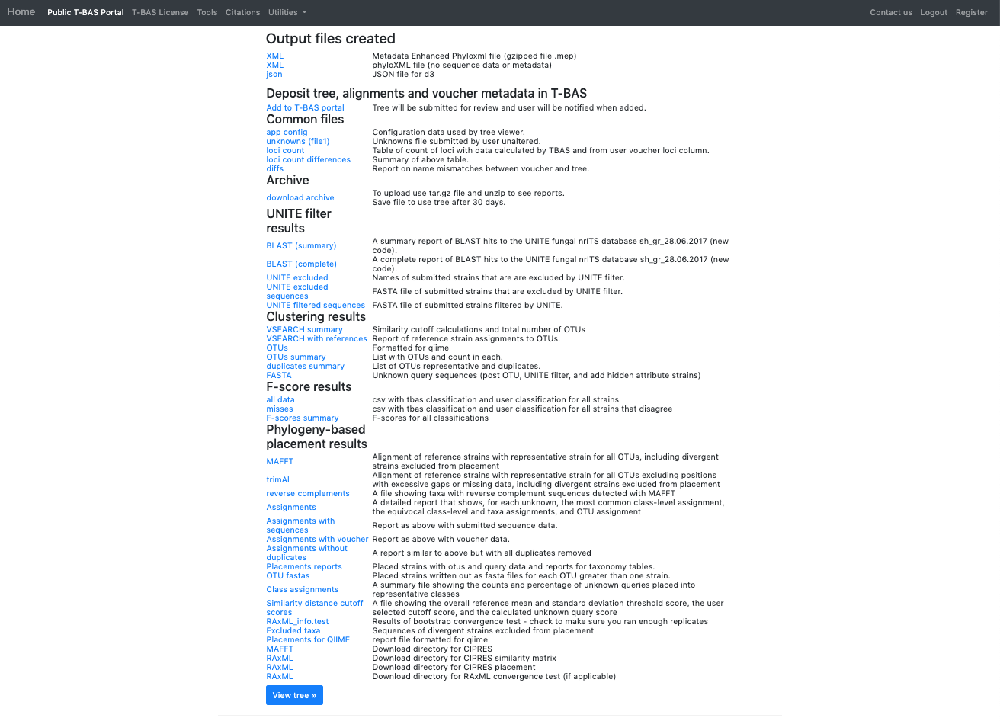 Home Public T-BAS Portal T-BAS License Tools Citations Utilities Contact us Logout Register
Output files created
XML Metadata Enhanced Phyloxml file (gzipped file .mep)
XML phyloXML file (no sequence data or metadata)
json JSON file for d3
Deposit tree, alignments and voucher metadata in T-BAS
Add to T-BAS portal Tree will be submitted for review and user will be notified when added.
Common files
app config Configuration data used by tree viewer.
unknowns (file1) Unknowns file submitted by user unaltered.
loci count Table of count of loci with data calculated by TBAS and from user voucher loci column.
loci count differences Summary of above table.
diffs Report on name mismatches between voucher and tree.
Archive
download archive
To upload use tar.gz file and unzip to see reports.
Save file to use tree after 30 days.
UNITE filter
results
BLAST (summary)
A summary report of BLAST hits to the UNITE fungal nrITS database sh_gr_28.06.2017 (new
code).
BLAST (complete)
A complete report of BLAST hits to the UNITE fungal nrITS database sh_gr_28.06.2017 (new
code).
UNITE excluded Names of submitted strains that are are excluded by UNITE filter.
UNITE excluded
sequences
FASTA file of submitted strains that are excluded by UNITE filter.
UNITE filtered sequences FASTA file of submitted strains filtered by UNITE.
Clustering results
VSEARCH summary Similarity cutoff calculations and total number of OTUs
VSEARCH with references Report of reference strain assignments to OTUs.
OTUs Formatted for qiime
OTUs summary List with OTUs and count in each.
duplicates summary List of OTUs representative and duplicates.
FASTA Unknown query sequences (post OTU, UNITE filter, and add hidden attribute strains)
F-score results
all data csv with tbas classification and user classification for all strains
misses csv with tbas classification and user classification for all strains that disagree
F-scores summary F-scores for all classifications
Phylogeny-based
placement results
MAFFT
Alignment of reference strains with representative strain for all OTUs, including divergent
strains excluded from placement
trimAl
Alignment of reference strains with representative strain for all OTUs excluding positions
with excessive gaps or missing data, including divergent strains excluded from placement
reverse complements A file showing taxa with reverse complement sequences detected with MAFFT
Assignments
A detailed report that shows, for each unknown, the most common class-level assignment,
the equivocal class-level and taxa assignments, and OTU assignment
Assignments with
sequences
Report as above with submitted sequence data.
Assignments with voucher Report as above with voucher data.
Assignments without
duplicates
A report similar to above but with all duplicates removed
Placements reports Placed strains with otus and query data and reports for taxonomy tables.
OTU fastas Placed strains written out as fasta files for each OTU greater than one strain.
Class assignments
A summary file showing the counts and percentage of unknown queries placed into
representative classes
Similarity distance cutoff
scores
A file showing the overall reference mean and standard deviation threshold score, the user
selected cutoff score, and the calculated unknown query score
RAxML_info.test Results of bootstrap convergence test - check to make sure you ran enough replicates
Excluded taxa Sequences of divergent strains excluded from placement
Placements for QIIME report file formatted for qiime
MAFFT Download directory for CIPRES
RAxML Download directory for CIPRES similarity matrix
RAxML Download directory for CIPRES placement
RAxML Download directory for RAxML convergence test (if applicable)
View tree »